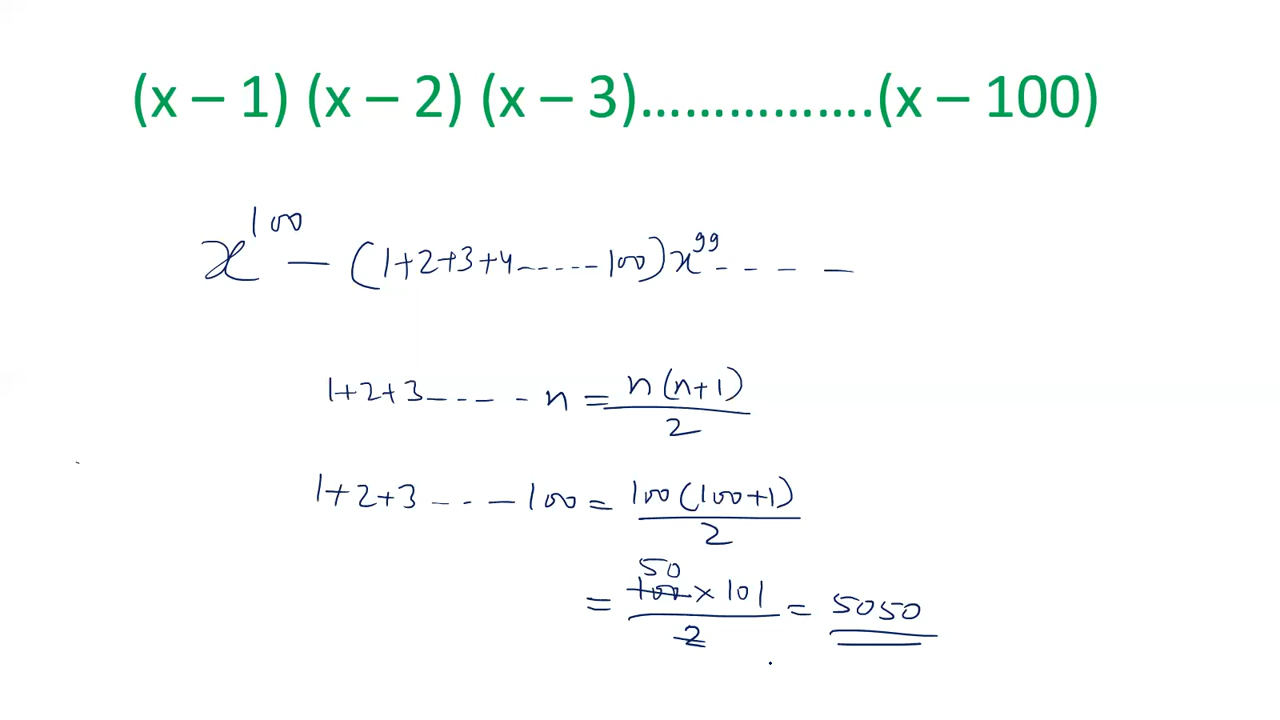 (x – 1) (x – 2) (x – 3)……………..(x – 100)
x^100 – (1+2+3+4-----100)x^99 - - - –
1+2+3----- n = n(n+1)/2
1+2+3 - - - – 100 = 100(100+1)/2
= 50 100 × 101/2 = 5050